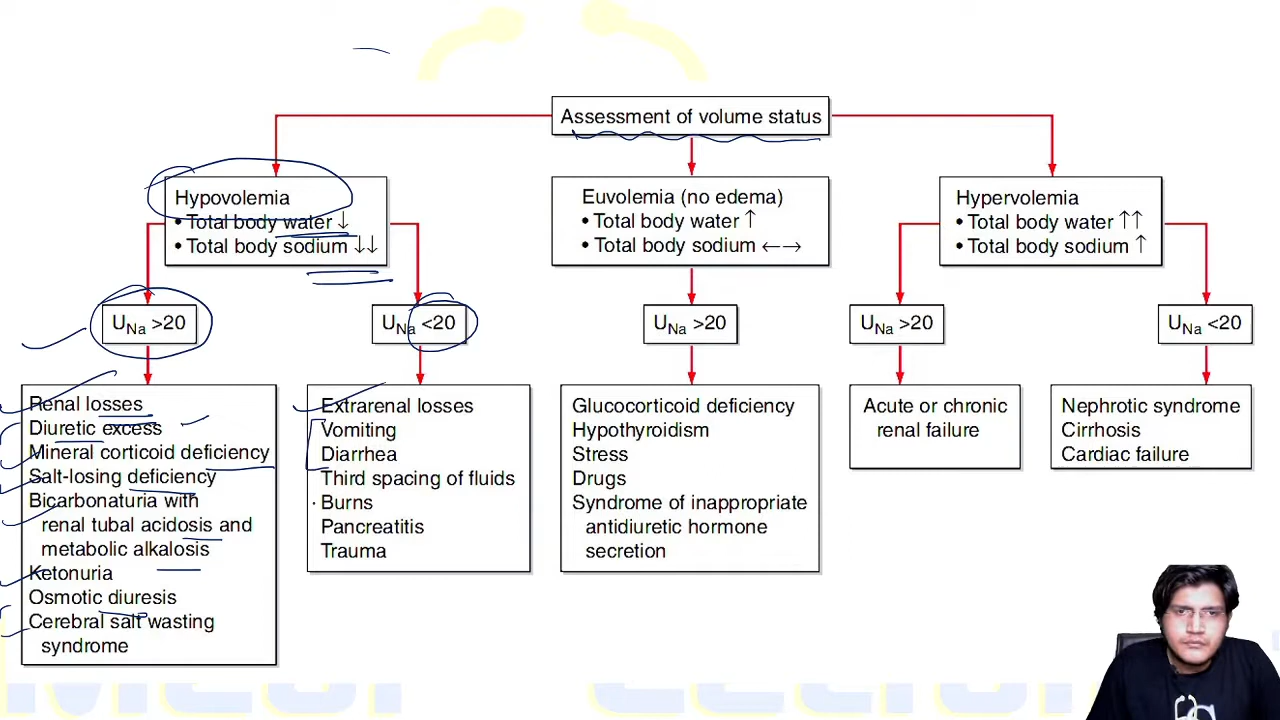 Assessment of volume status
Hypovolemia
• Total body water ↓
• Total body sodium ↓↓
Euvolemia (no edema)
• Total body water ↑
• Total body sodium ←→
Hypervolemia
• Total body water ↑↑
• Total body sodium ↑
UNa >20
UNa <20
UNa >20
UNa >20
UNa <20
Renal losses
Diuretic excess
Mineral corticoid deficiency
Salt-losing deficiency
Bicarbonaturia with
renal tubal acidosis and
metabolic alkalosis
Ketonuria
Osmotic diuresis
Cerebral salt wasting
syndrome
Extrarenal losses
Vomiting
Diarrhea
Third spacing of fluids
Burns
Pancreatitis
Trauma
Glucocorticoid deficiency
Hypothyroidism
Stress
Drugs
Syndrome of inappropriate
antidiuretic hormone
secretion
Acute or chronic
renal failure
Nephrotic syndrome
Cirrhosis
Cardiac failure